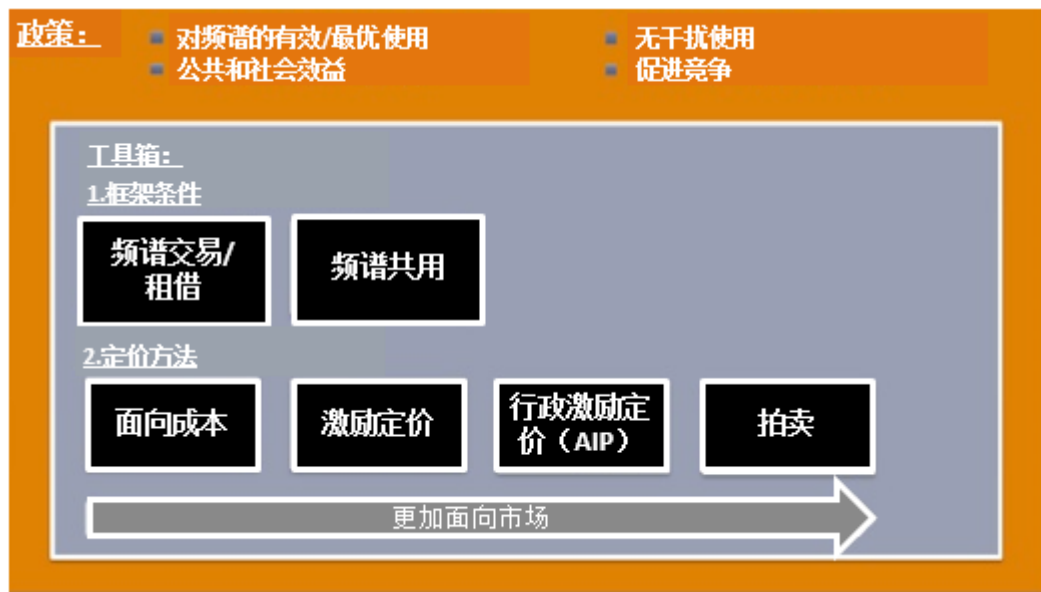 政策：
对频谱的有效/最优使用
公共和社会效益
无干扰使用
促进竞争
工具箱：
1.框架条件
频谱交易/
租借
频谱共用
2.定价方法
面向成本
激励定价
行政激励定
价（AIP）
拍卖
更加面向市场